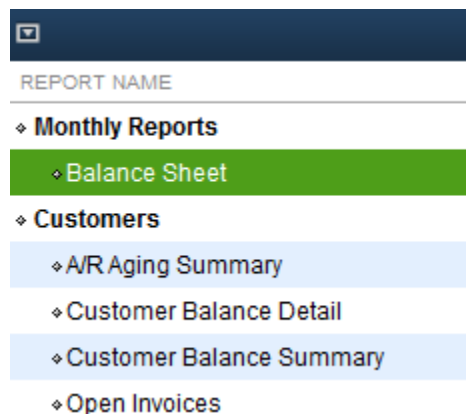 REPORT NAME
Monthly Reports
Balance Sheet
Customers
A/R Aging Summary
Customer Balance Detail
Customer Balance Summary
Open Invoices